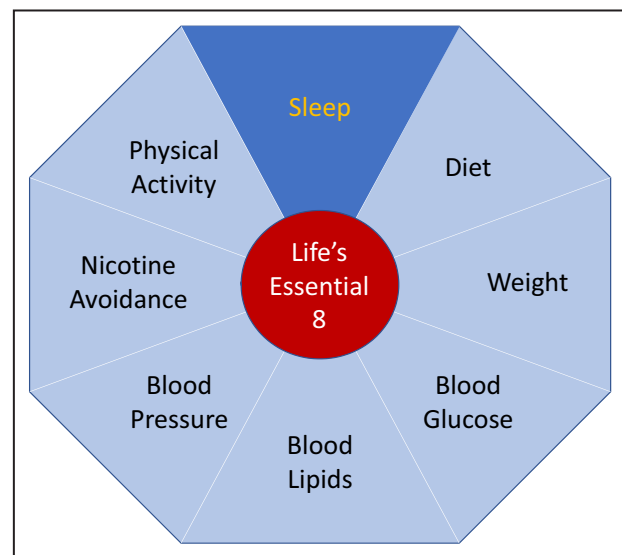 Sleep
Diet
Weight
Blood
Glucose
Blood
Lipids
Blood
Pressure
Nicotine
Avoidance
Physical
Activity
Life’s
Essential
8